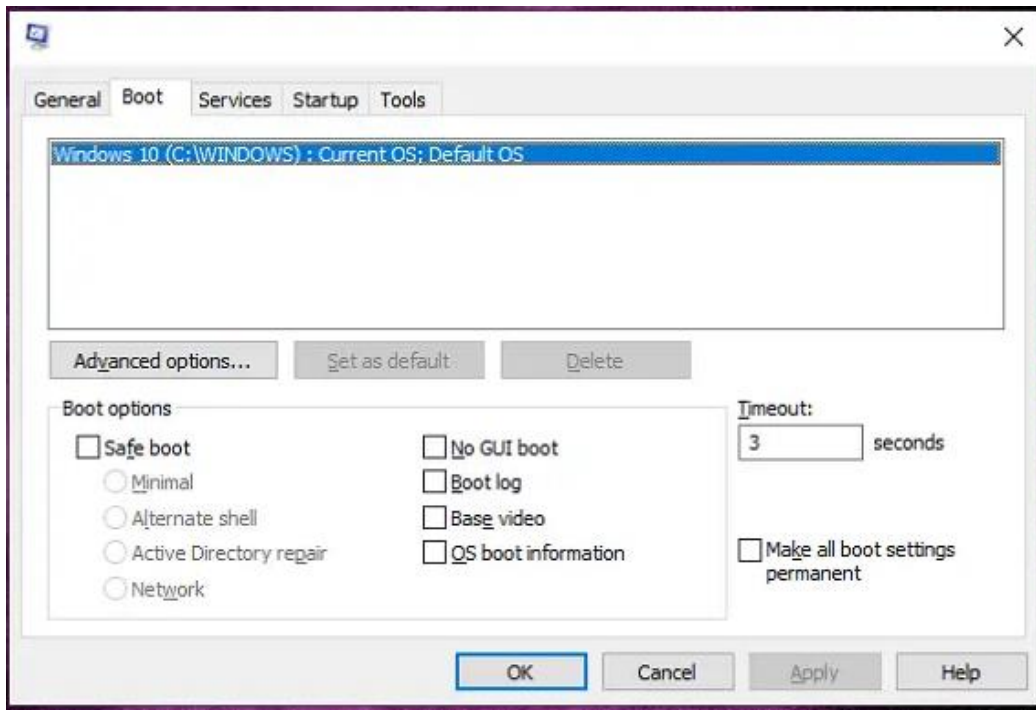 General Boot Services Startup Tools
Windows 10 (C:\WINDOWS) : Current OS; Default OS
Advanced options... Set as default Delete
Boot options
Timeout:
Safe boot No GUI boot 3 seconds
Minimal Boot log
Alternate shell Base video
Active Directory repair OS boot information Make all boot settings
permanent
Network
OK Cancel Apply Help